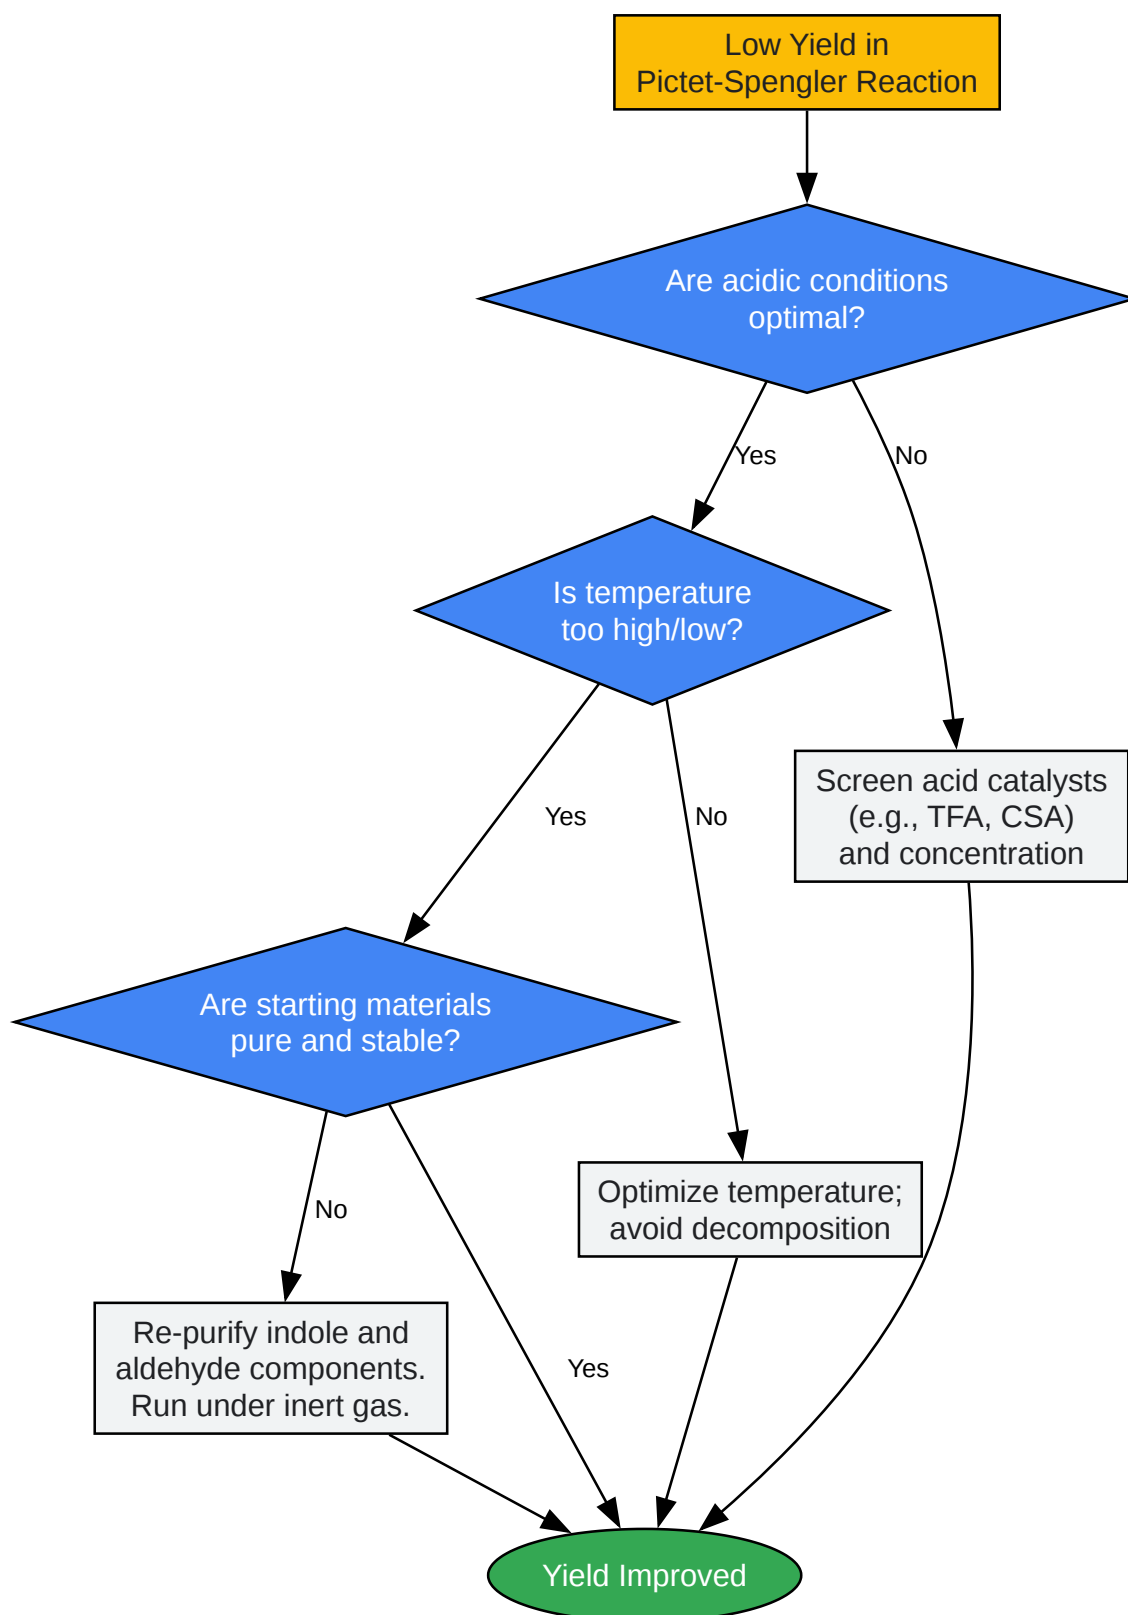 Low Yield in
Pictet-Spengler Reaction
Are acidic conditions
optimal?
Yes
No
Is temperature
too high/low?
Yes
No
Screen acid catalysts
(e.g., TFA, CSA)
and concentration
Are starting materials
pure and stable?
No
Yes
Optimize temperature;
avoid decomposition
Re-purify indole and
aldehyde components.
Run under inert gas.
Yield Improved